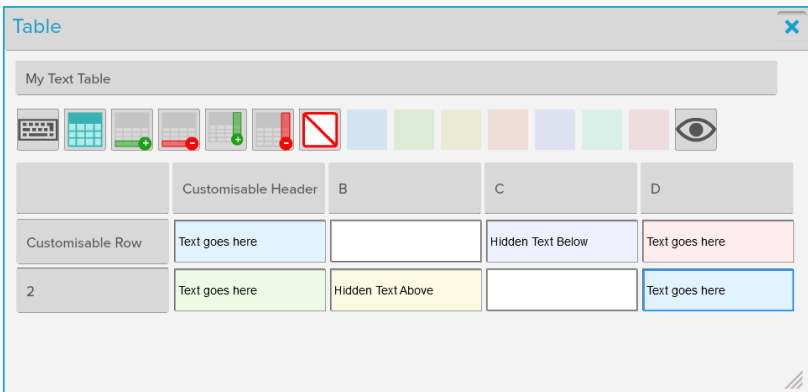 Table
My Text Table
Customisable Header B C D
Customisable Row Text goes here Hidden Text Below Text goes here
2 Text goes here Hidden Text Above Text goes here